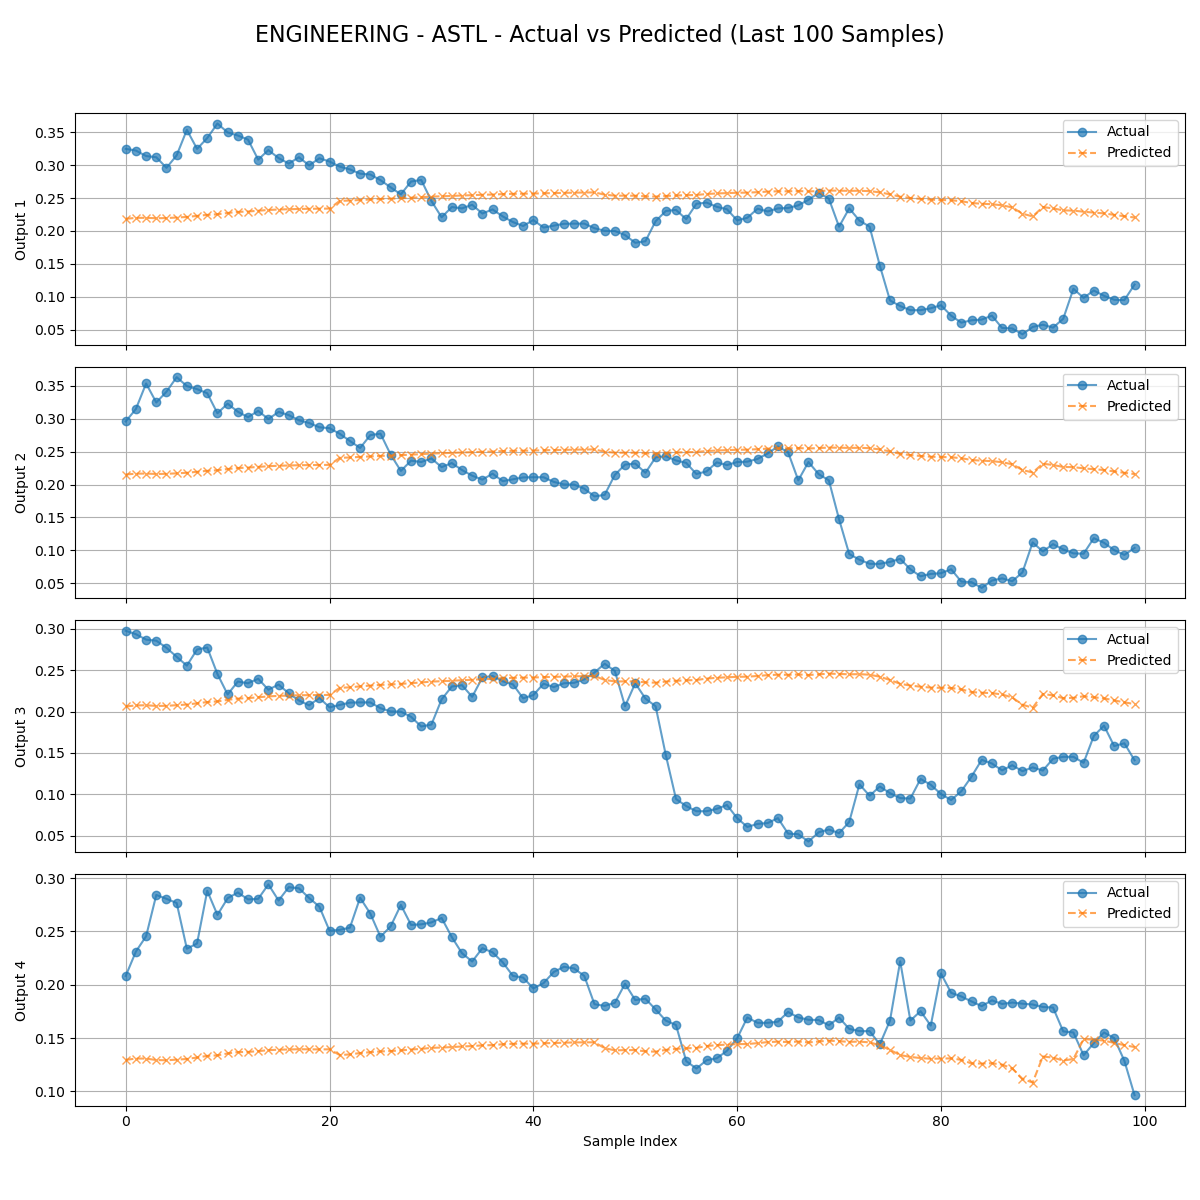 ENGINEERING - ASTL - Actual vs Predicted (Last 100 Samples)
Output 1
0.35
0.30
0.25
0.20
0.15
0.10
0.05
Actual
Predicted
Output 2
0.35
0.30
0.25
0.20
0.15
0.10
0.05
Actual
Predicted
Output 3
0.30
0.25
0.20
0.15
0.10
0.05
Actual
Predicted
Output 4
0.30
0.25
0.20
0.15
0.10
Actual
Predicted
0 20 40 60 80 100
Sample Index